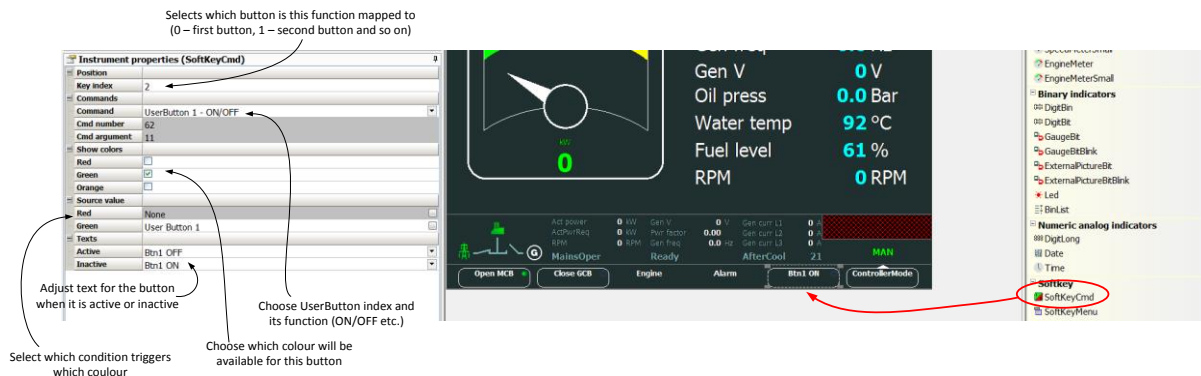 Selects which button is this function mapped to
(0 – first button, 1 – second button and so on)
Instrument properties (SoftKeyCmd)
Position
Key index 2
Commands
Command UserButton 1 - ON/OFF
Cmd number 62
Cmd argument 11
Show colors
Red
Green
Orange
Source value
Red None
Green User Button 1
Texts
Active Btn1 OFF
Inactive Btn1 ON
Adjust text for the button
when it is active or inactive
Choose UserButton index and
its function (ON/OFF etc.)
Choose which colour will be
available for this button
Select which condition triggers
which coulour
kW
0
Gen V 0 V
Oil press 0.0 Bar
Water temp 92 °C
Fuel level 61 %
RPM 0 RPM
Act power 0 kW Gen V 0 V Gen curr L1 0 A
ActPwrReq 0 kW Pwr factor 0.00 Gen curr L2 0 A
RPM 0 RPM Gen freq 0.0 Hz Gen curr L3 0 A
G
MainsOper Ready AfterCool 21
MAN
Open MCB Close GCB Engine Alarm Btn1 ON ControllerMode
SpeedMeterSmall
EngineMeter
EngineMeterSmall
Binary indicators
DigtBin
DigtBit
GaugeBit
GaugeBitBlink
ExternalPictureBit
ExternalPictureBitBlink
Led
BinList
Numeric analog indicators
DigtLong
Date
Time
Softkey
SoftKeyCmd
SoftKeyMenu